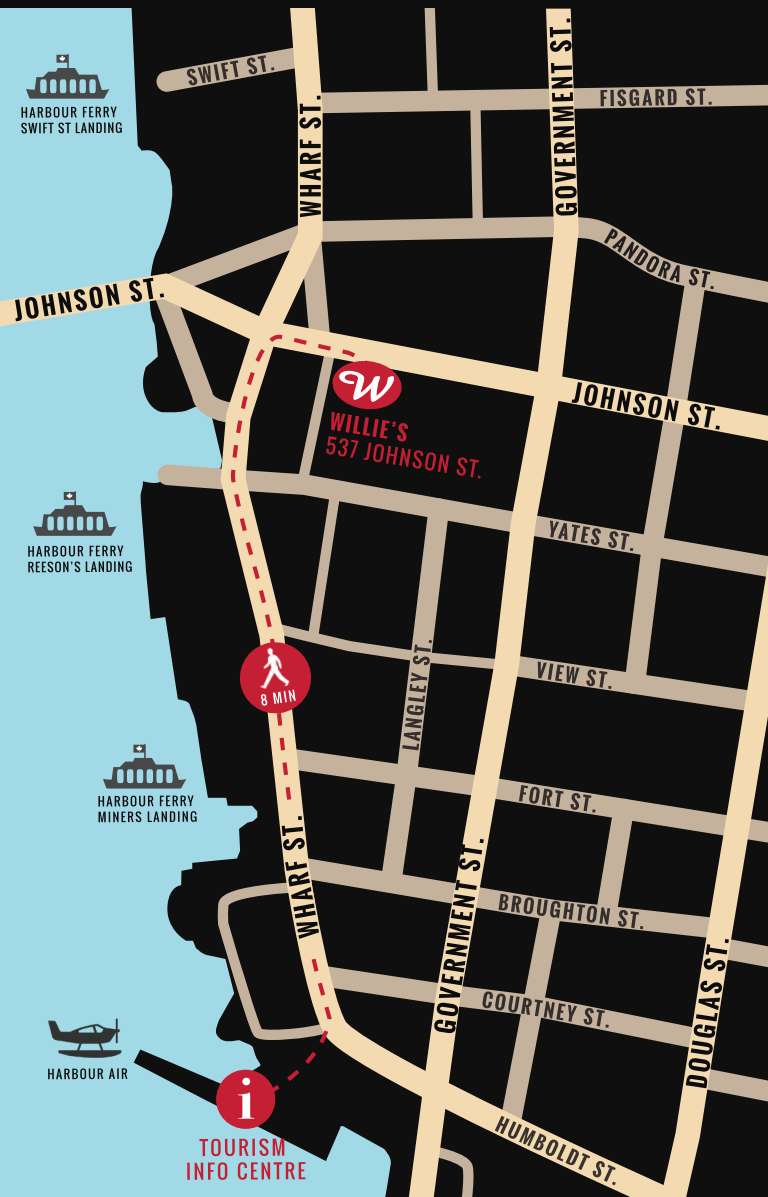 HARBOUR FERRY
SWIFT ST LANDING
SWIFT ST.
WHARF ST.
GOVERNMENT ST.
FISGARD ST.
PANDORA ST.
JOHNSON ST.
W
WILLIE'S
537 JOHNSON ST.
JOHNSON ST.
HARBOUR FERRY
REESON'S LANDING
YATES ST.
8 MIN
LANGLEY ST.
VIEW ST.
HARBOUR FERRY
MINERS LANDING
FORT ST.
WHARF ST.
GOVERNMENT ST.
BROUGHTON ST.
COURTNEY ST.
DOUGLAS ST.
HARBOUR AIR
i
TOURISM
INFO CENTRE
HUMBOLDT ST.